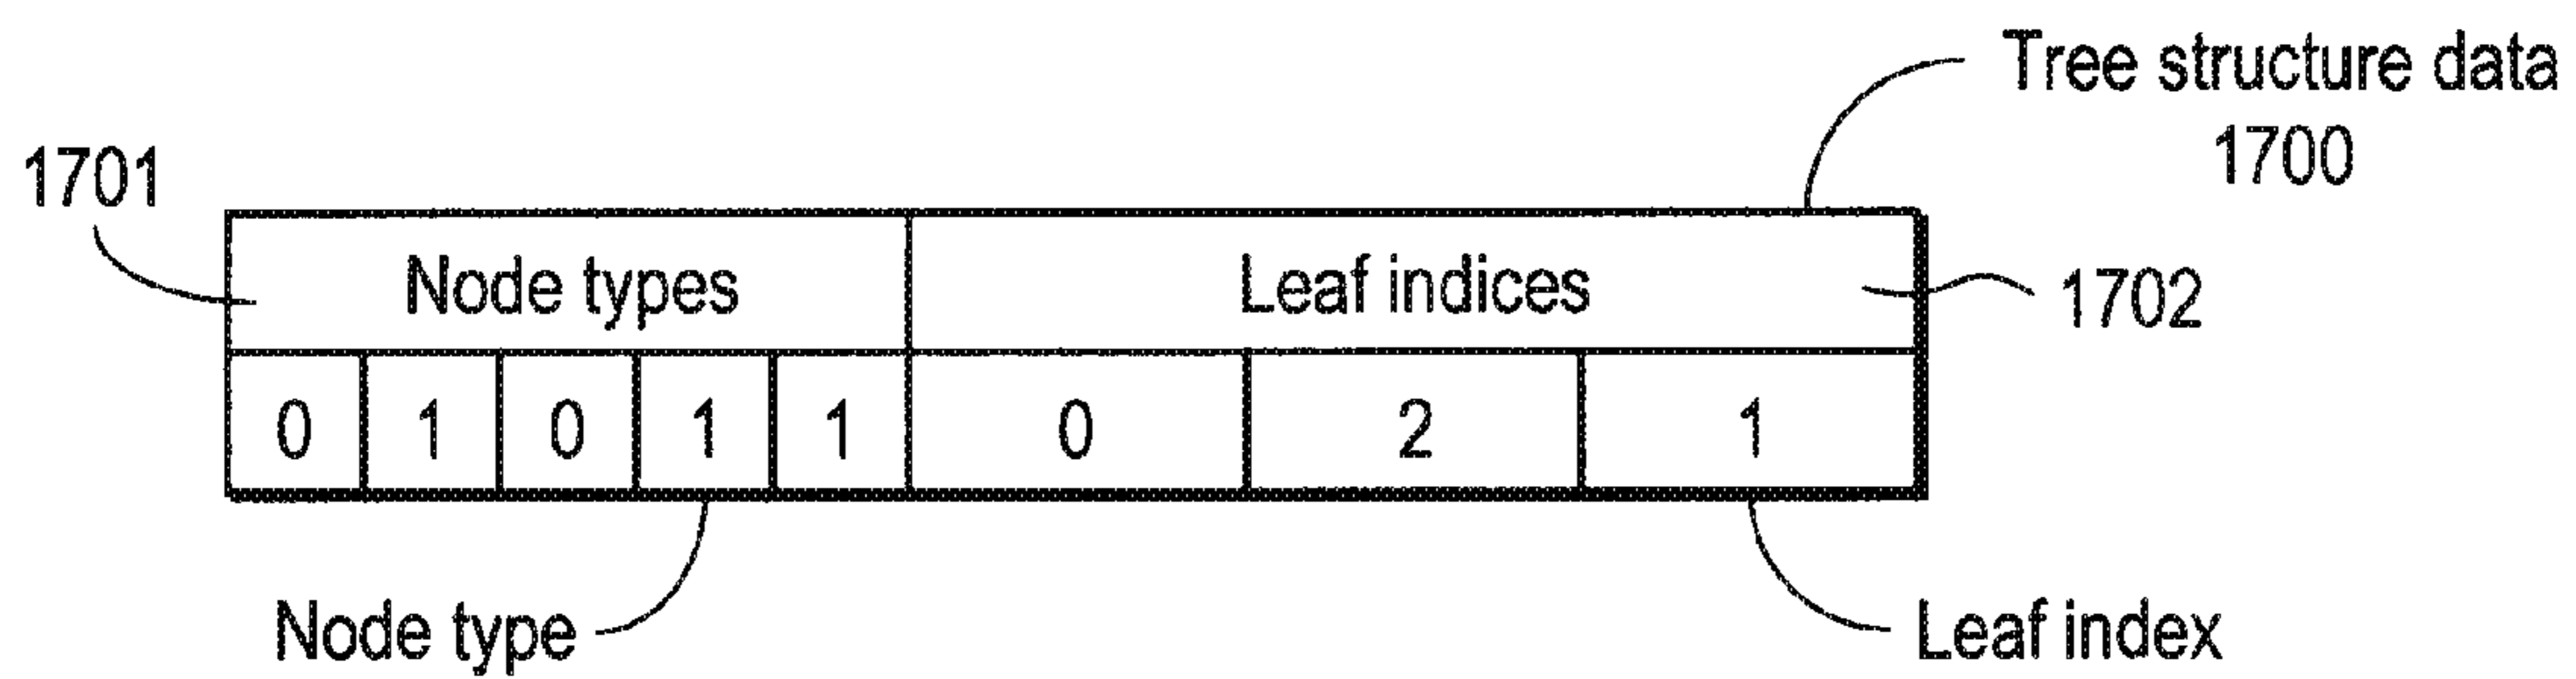 Tree structure data
1700
1701
Node types Leaf indices
1702
0 1 0 1 1 0 2 1
Node type
Leaf index